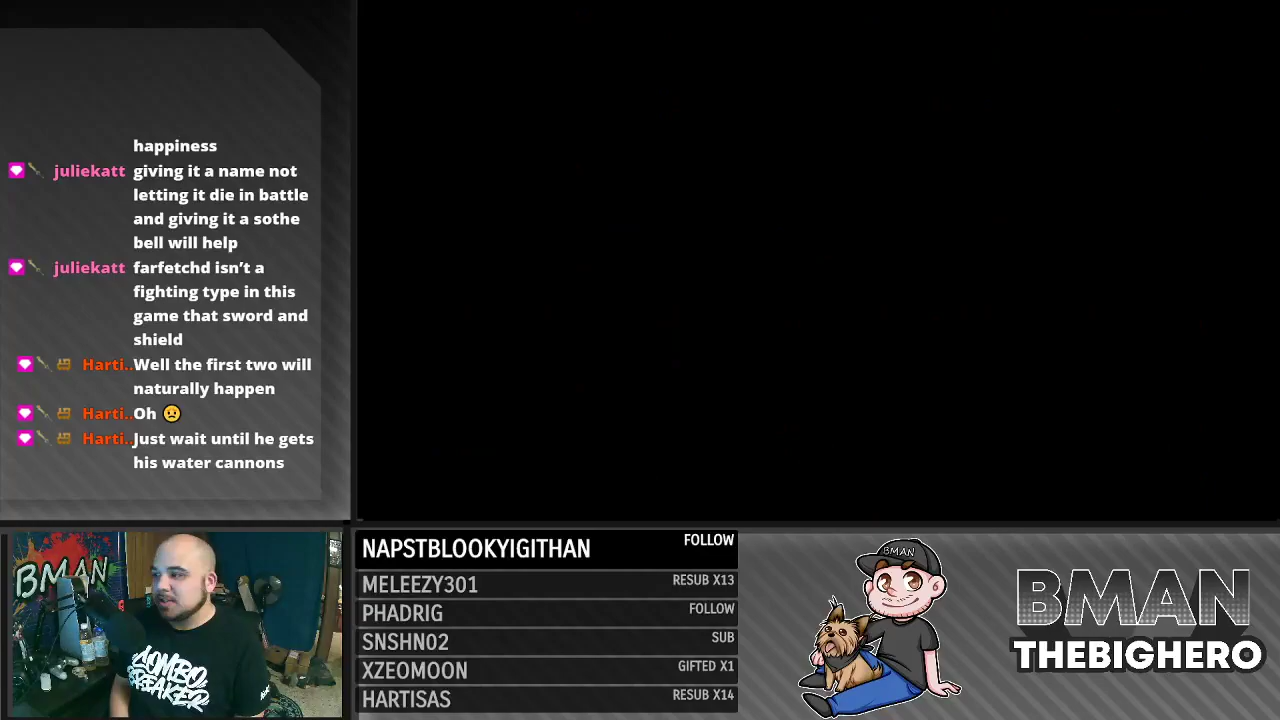 happiness
juliekatt giving it a name not
letting it die in battle
and giving it a sothe
bell will help
juliekatt farfetchd isn't a
fighting type in this
game that sword and
shield
Harti.. Well the first two will
naturally happen
Harti.. Oh 😟
Harti.. Just wait until he gets
his water cannons
BMAN
COMBO
BREAKER
NAPSTBLOOKYIGITHAN FOLLOW
MELEEZY301 RESUB X13
PHADRIG FOLLOW
SNSHN02 SUB
XZEOMOON GIFTED X1
HARTISAS RESUB X14
BMAN
BMAN
THEBIGHERO